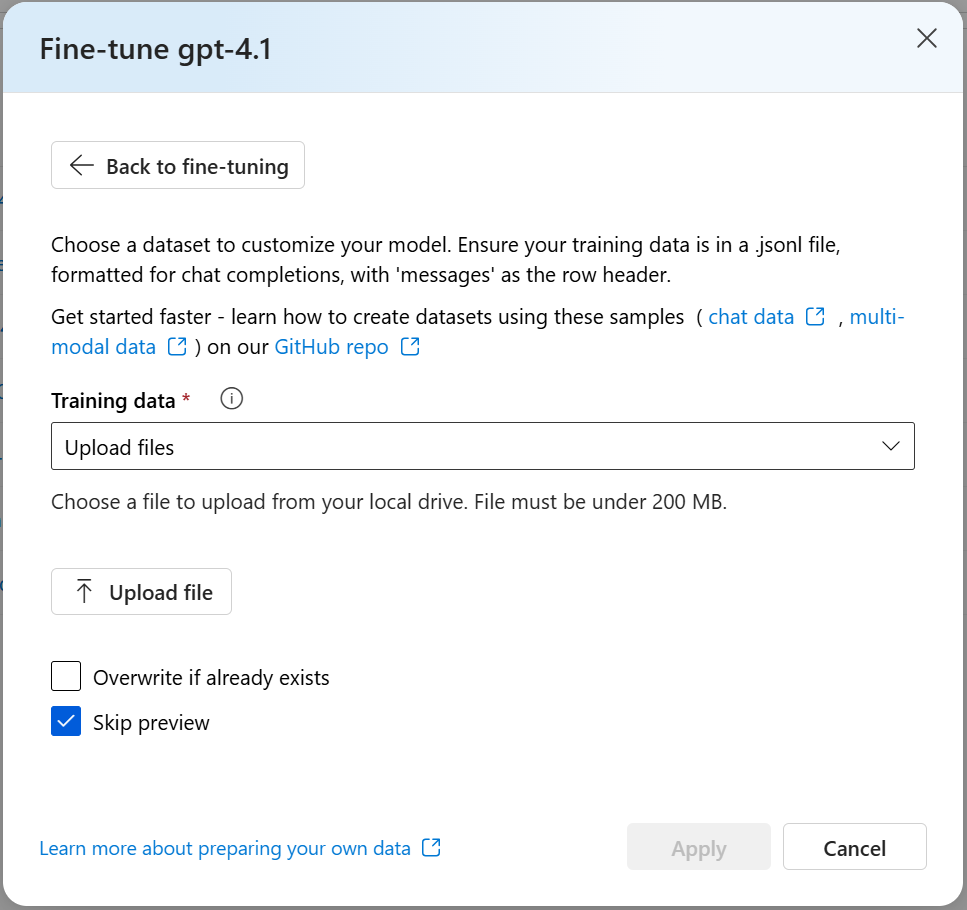 Fine-tune gpt-4.1
Back to fine-tuning
Choose a dataset to customize your model. Ensure your training data is in a .jsonl file,
formatted for chat completions, with 'messages' as the row header.
Get started faster - learn how to create datasets using these samples ( chat data , multi-
modal data ) on our GitHub repo
Training data *
Upload files
Choose a file to upload from your local drive. File must be under 200 MB.
Upload file
Overwrite if already exists
Skip preview
Learn more about preparing your own data
Apply
Cancel